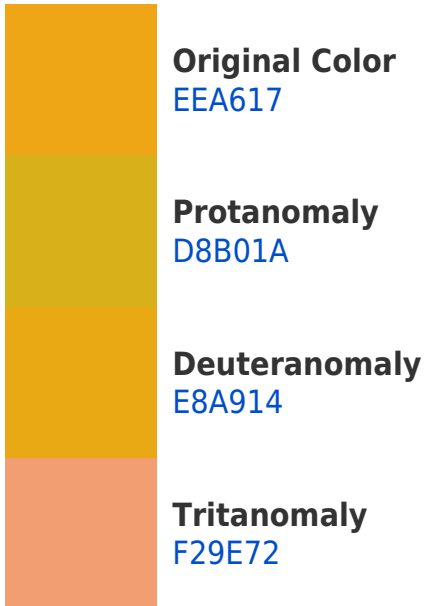 Original Color
EEA617
Protanomaly
D8B01A
Deuteranomaly
E8A914
Tritanomaly
F29E72